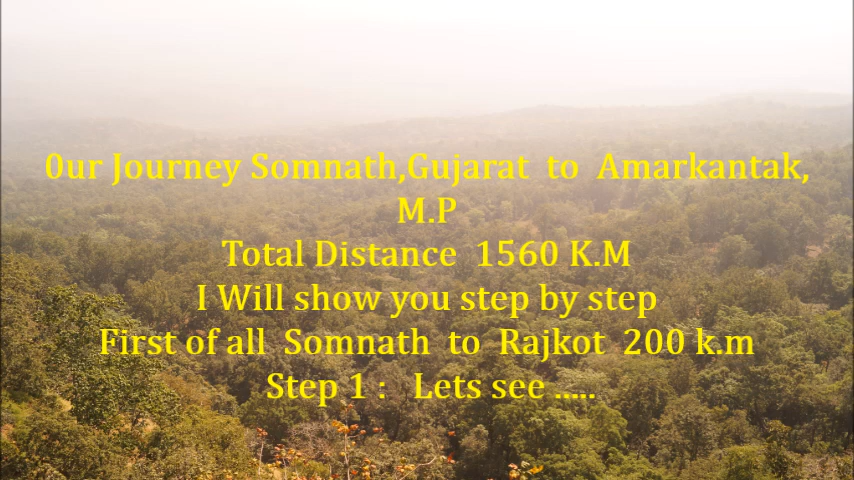 0ur Journey Somnath,Gujarat to Amarkantak,
M.P
Total Distance 1560 K.M
I Will show you step by step
First of all Somnath to Rajkot 200 k.m
Step 1 : Lets see .....